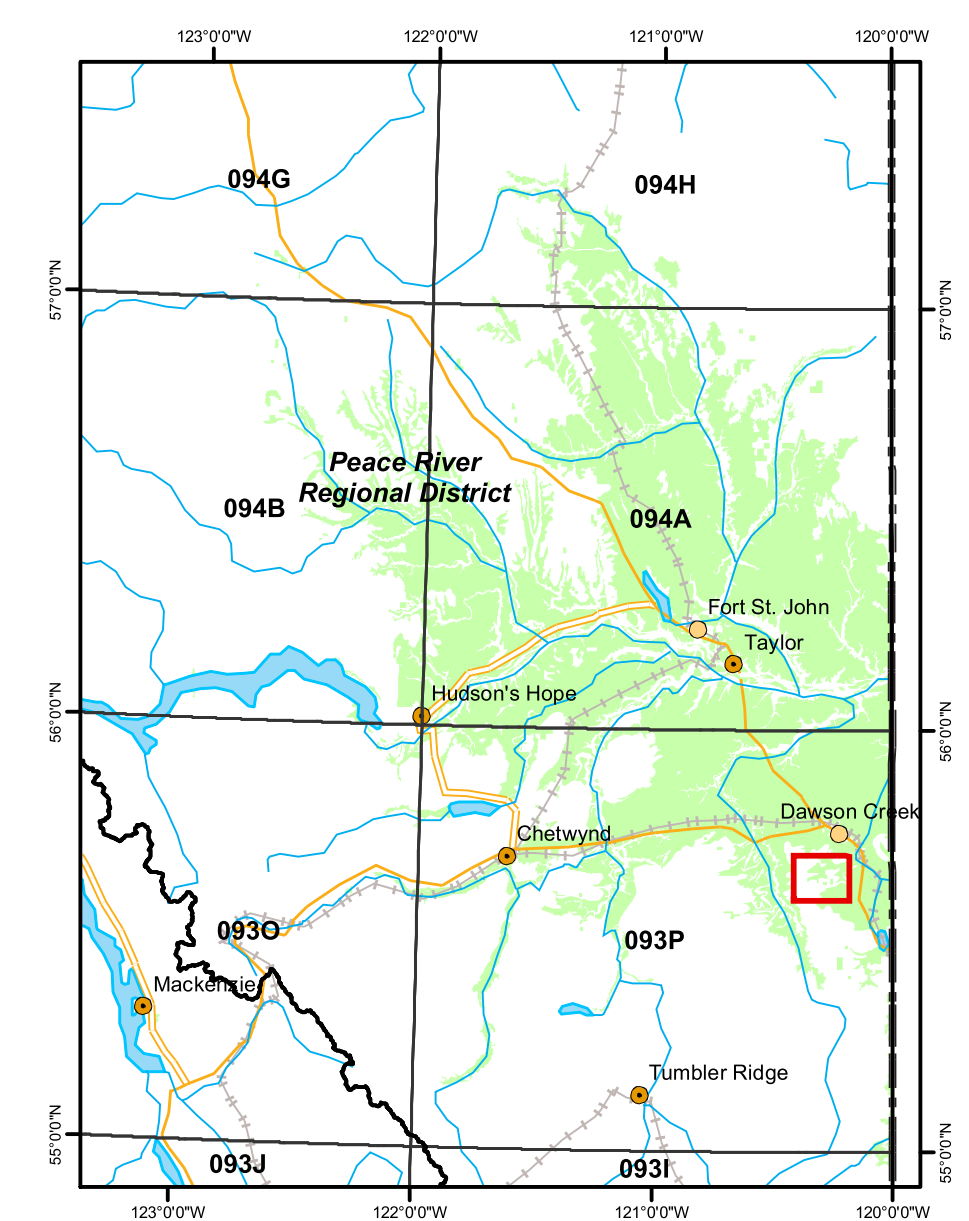 123°0'0"W
122°0'0"W
121°0'0"W
120°0'0"W
094G
094H
57°0'0"N
57°0'0"N
Peace River
Regional District
094B
094A
Fort St. John
Taylor
Hudson's Hope
56°0'0"N
56°0'0"N
Dawson Creek
Chetwynd
093O
093P
Mackenzie
Tumbler Ridge
55°0'0"N
55°0'0"N
093J
093I
123°0'0"W
122°0'0"W
121°0'0"W
120°0'0"W